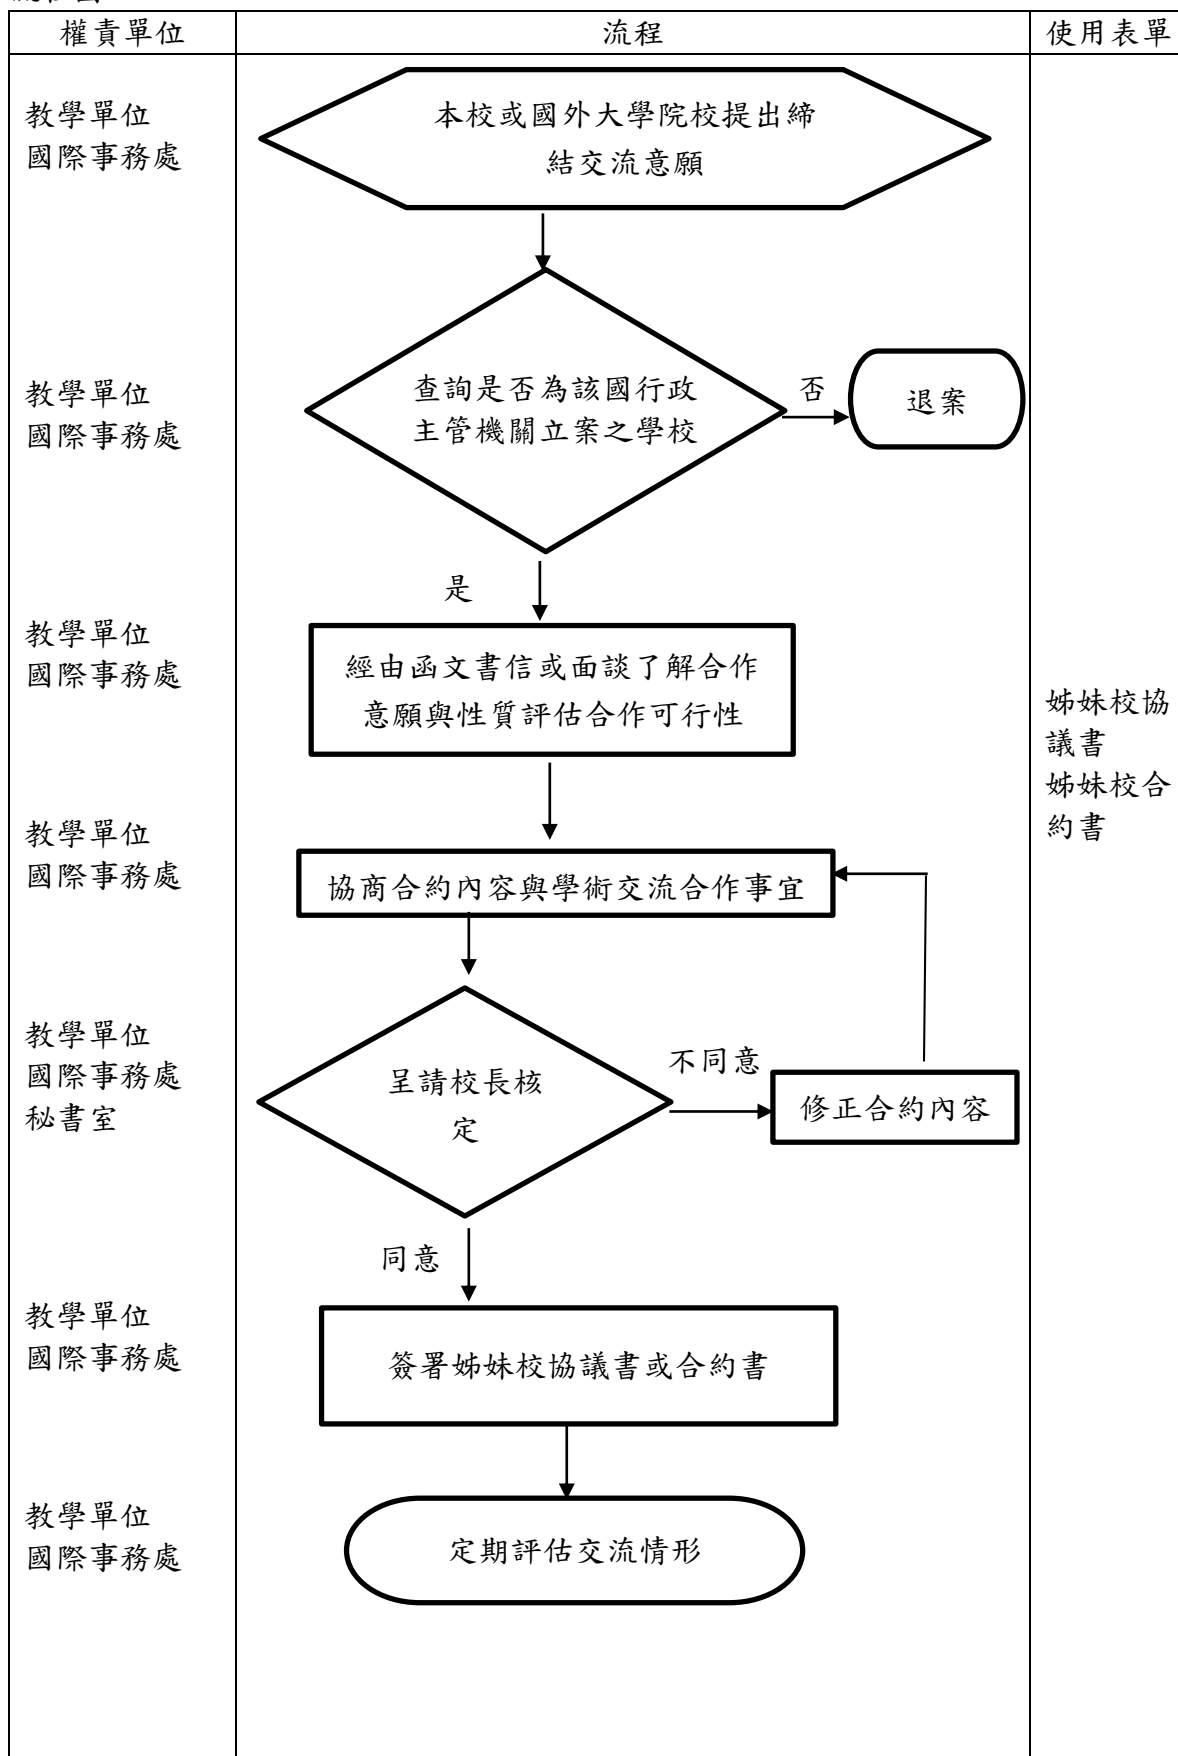 權責單位
流程
使用表單
教學單位
國際事務處
本校或國外大學院校提出締
結交流意願
教學單位
國際事務處
查詢是否為該國行政
主管機關立案之學校
否
退案
是
教學單位
國際事務處
經由函文書信或面談了解合作
意願與性質評估合作可行性
姊妹校協
議書
姊妹校合
約書
教學單位
國際事務處
協商合約內容與學術交流合作事宜
教學單位
國際事務處
秘書室
呈請校長核
定
不同意
修正合約內容
同意
教學單位
國際事務處
簽署姊妹校協議書或合約書
教學單位
國際事務處
定期評估交流情形